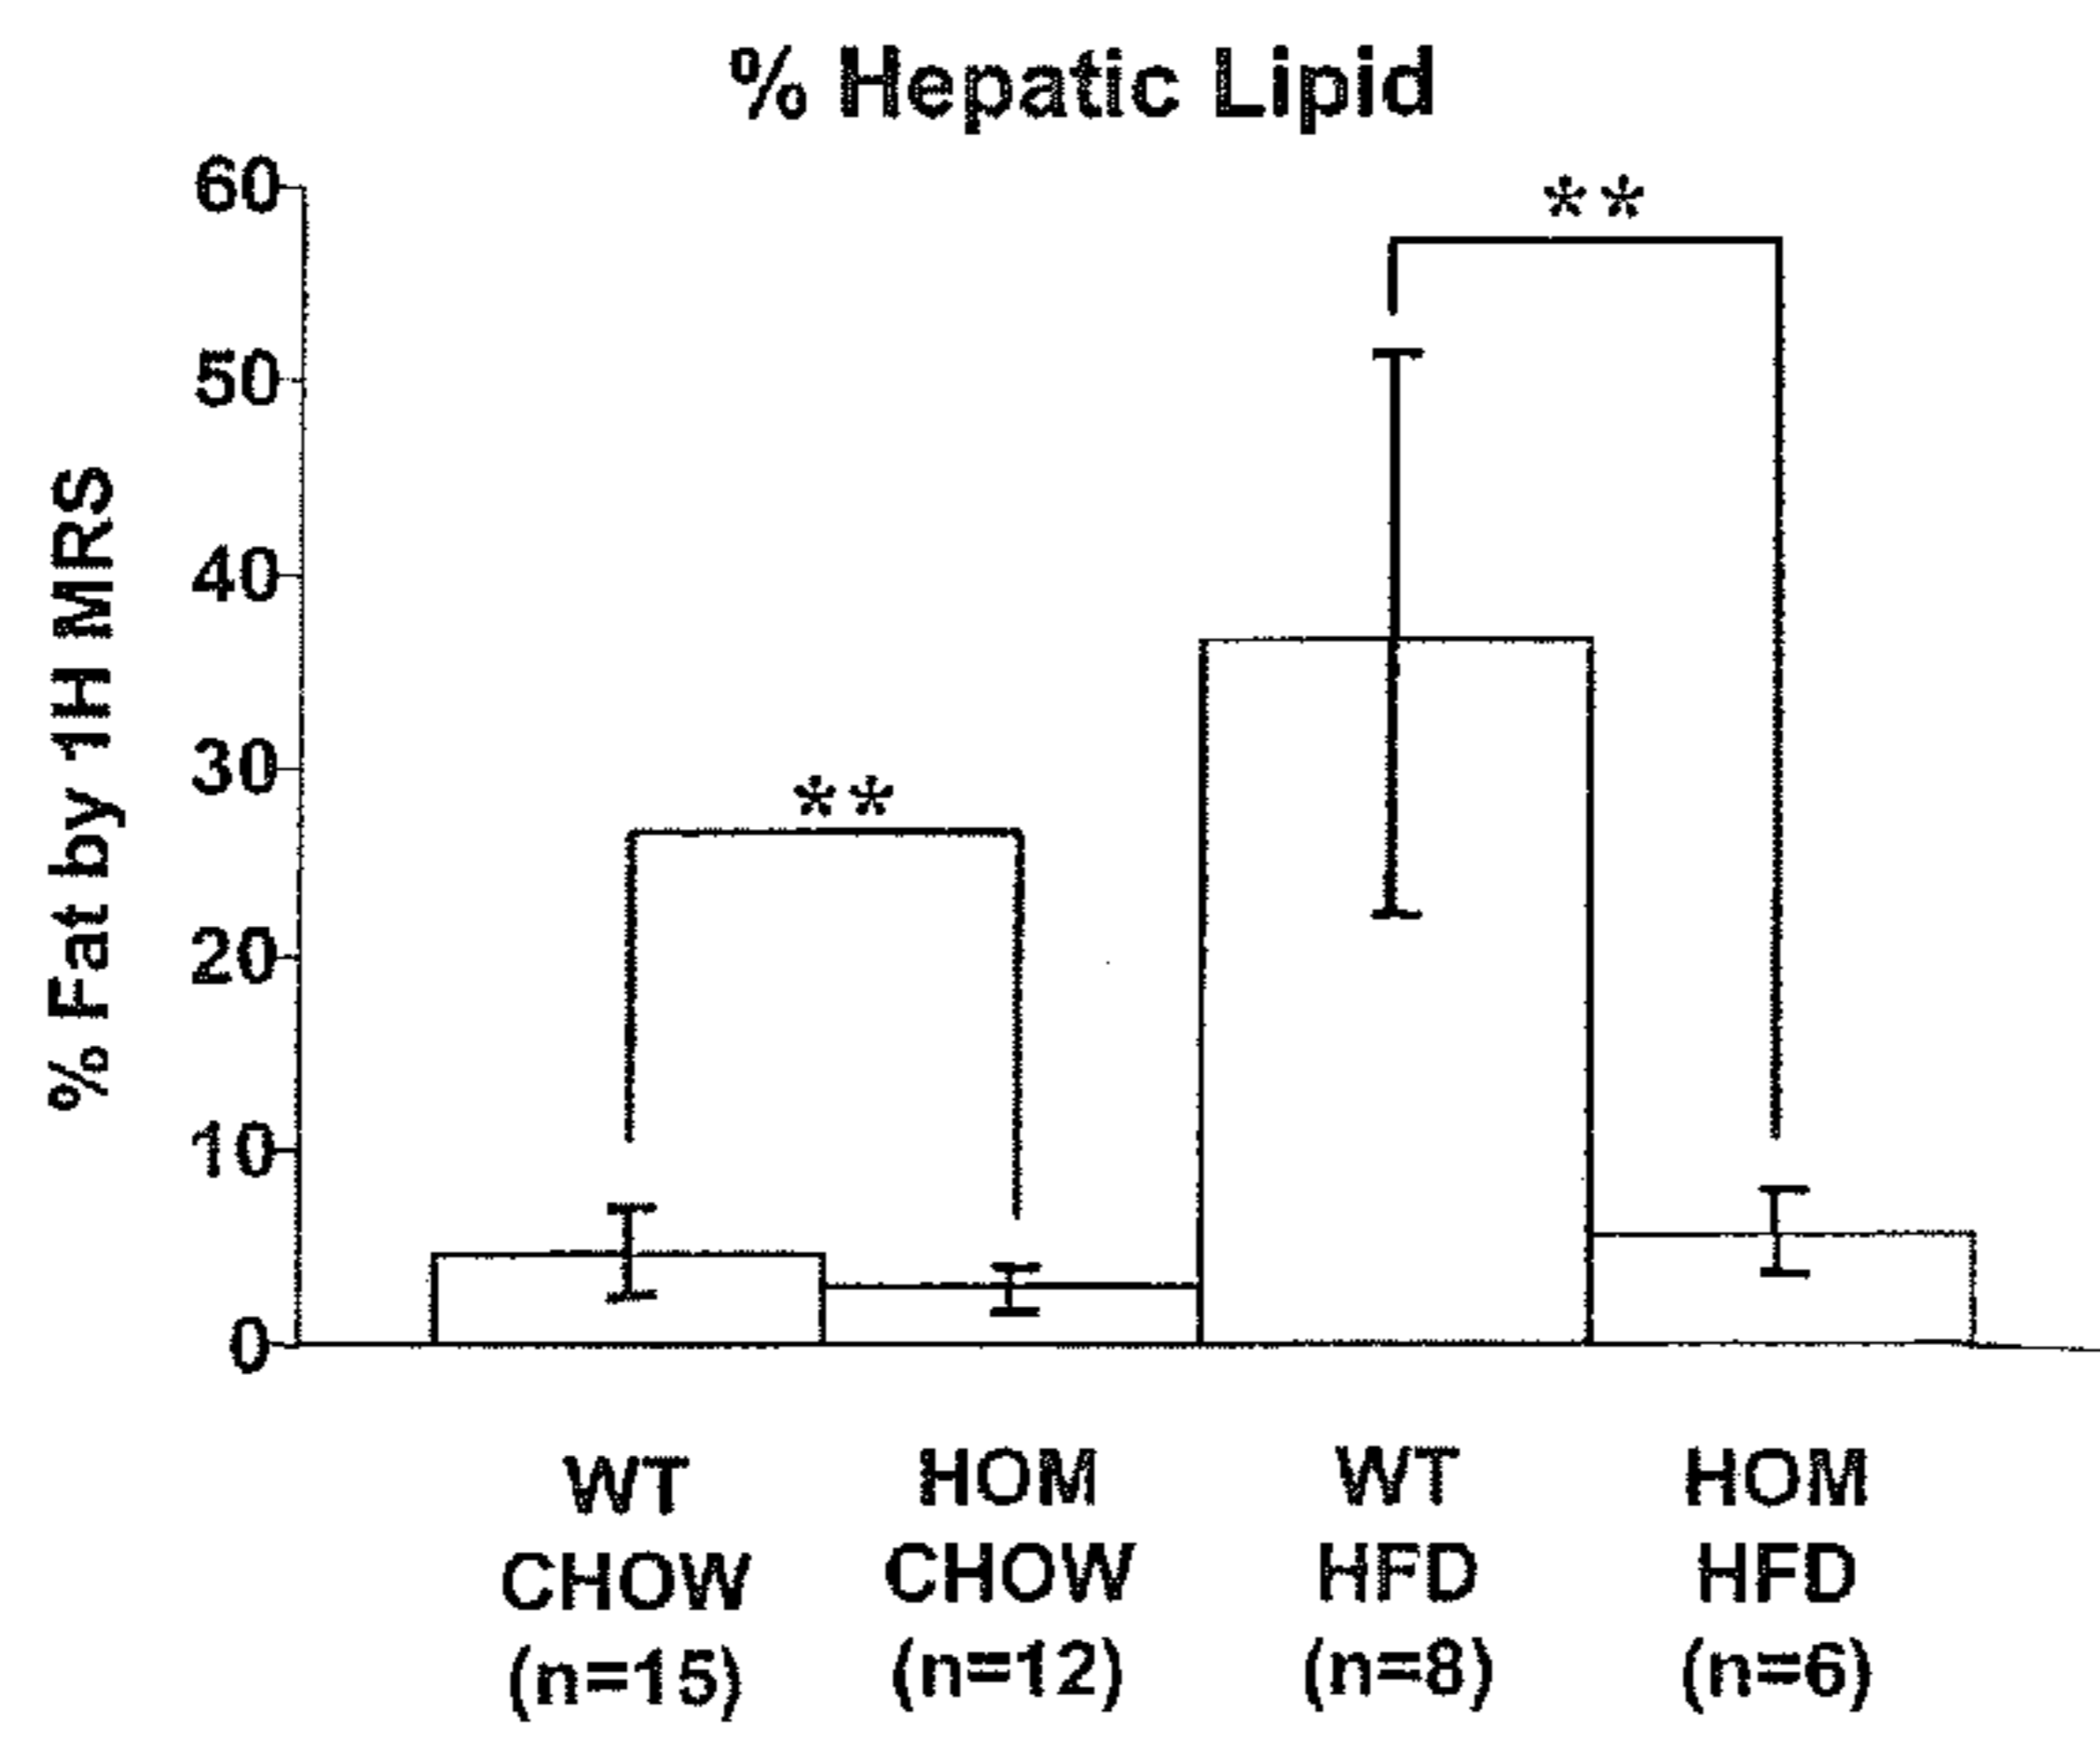 % Hepatic Lipid
% Fat by 1H MRS
60
50
40
30
20
10
0
**
**
WT
CHOW
(n=15)
HOM
CHOW
(n=12)
WT
HFD
(n=8)
HOM
HFD
(n=6)